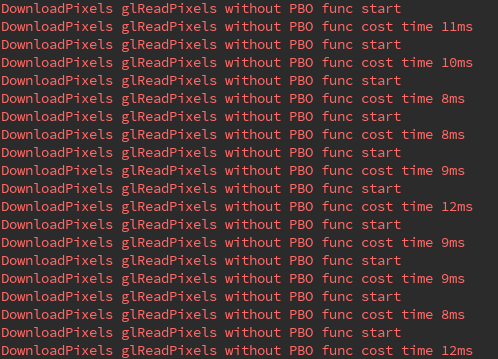 DownloadPixels glReadPixels without PBO func start
DownloadPixels glReadPixels without PBO func cost time 11ms
DownloadPixels glReadPixels without PBO func start
DownloadPixels glReadPixels without PBO func cost time 10ms
DownloadPixels glReadPixels without PBO func start
DownloadPixels glReadPixels without PBO func cost time 8ms
DownloadPixels glReadPixels without PBO func start
DownloadPixels glReadPixels without PBO func cost time 8ms
DownloadPixels glReadPixels without PBO func start
DownloadPixels glReadPixels without PBO func cost time 9ms
DownloadPixels glReadPixels without PBO func start
DownloadPixels glReadPixels without PBO func cost time 12ms
DownloadPixels glReadPixels without PBO func start
DownloadPixels glReadPixels without PBO func cost time 9ms
DownloadPixels glReadPixels without PBO func start
DownloadPixels glReadPixels without PBO func cost time 9ms
DownloadPixels glReadPixels without PBO func start
DownloadPixels glReadPixels without PBO func cost time 8ms
DownloadPixels glReadPixels without PBO func start
DownloadPixels glReadPixels without PBO func cost time 12ms